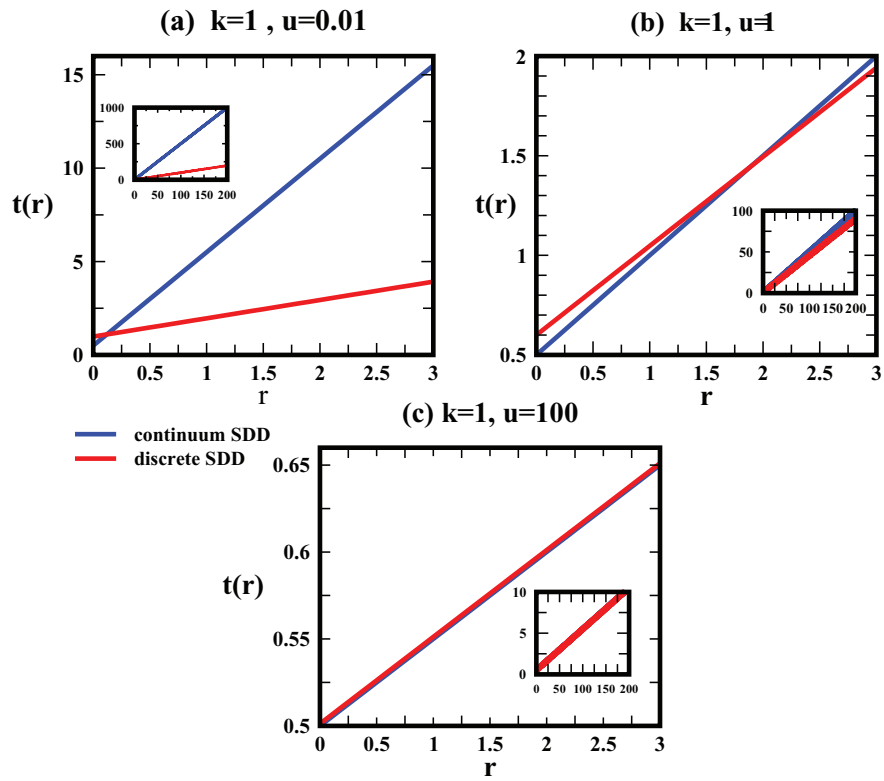 (a) k=1 , u=0.01
(b) k=1, u=1
15
10
5
0
t(r)
0 0.5 1 1.5 2 2.5 3
r
1000
500
0
0 50 100 150 200
2
1.5
1
0.5
t(r)
0 0.5 1 1.5 2 2.5 3
r
100
50
0
0 50 100 150 200
(c) k=1, u=100
continuum SDD
discrete SDD
0.65
0.6
0.55
0.5
t(r)
0 0.5 1 1.5 2 2.5 3
r
10
5
0
0 50 100 150 200